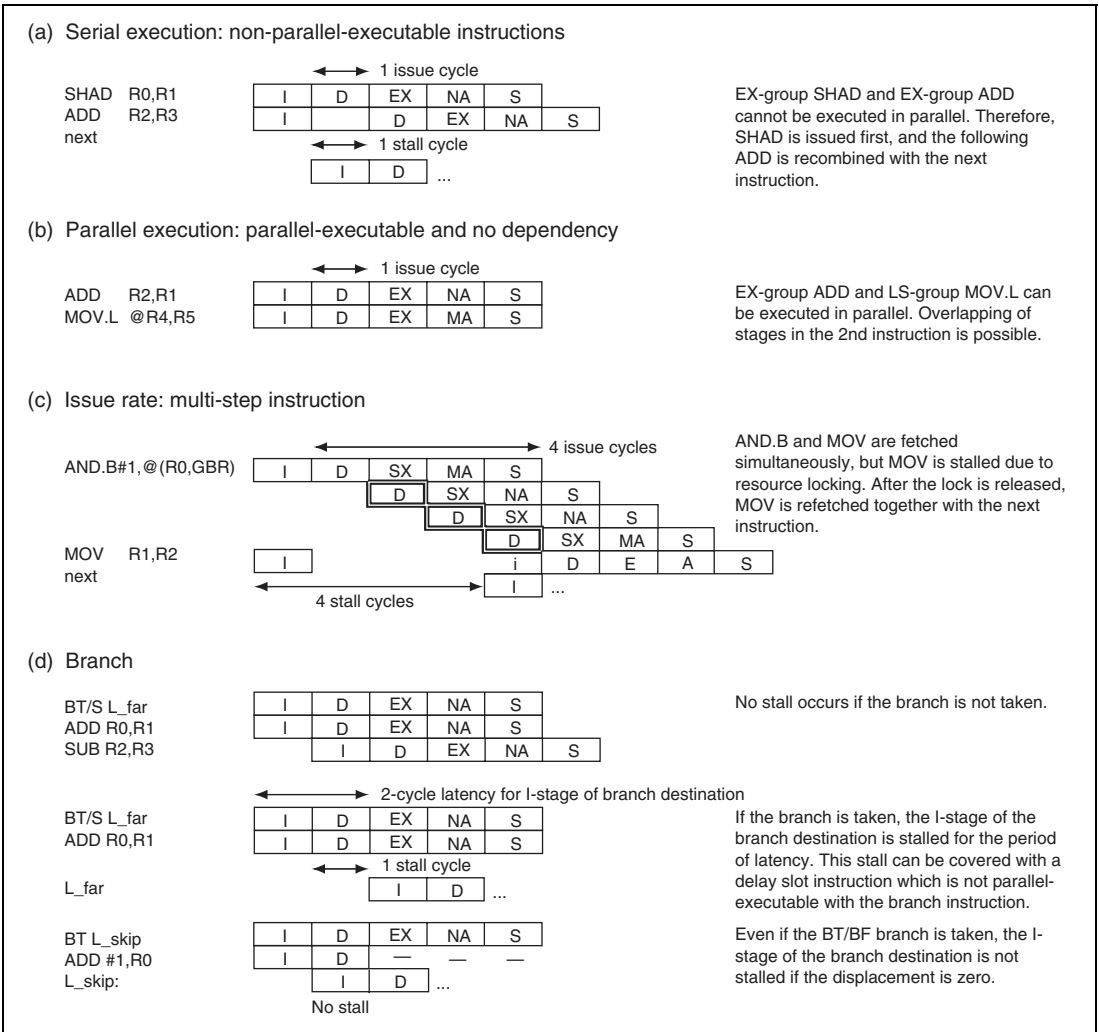 (a) Serial execution: non-parallel-executable instructions
1 issue cycle
SHAD R0,R1 I D EX NA S
ADD R2,R3 I D EX NA S
next
1 stall cycle
I D ...
EX-group SHAD and EX-group ADD
cannot be executed in parallel. Therefore,
SHAD is issued first, and the following
ADD is recombined with the next
instruction.
(b) Parallel execution: parallel-executable and no dependency
1 issue cycle
ADD R2,R1 I D EX NA S
MOV.L @R4,R5 I D EX MA S
EX-group ADD and LS-group MOV.L can
be executed in parallel. Overlapping of
stages in the 2nd instruction is possible.
(c) Issue rate: multi-step instruction
4 issue cycles
AND.B#1,@(R0,GBR) I D SX MA S
D SX NA S
D SX NA S
D SX MA S
MOV R1,R2 I i D E A S
next I ...
4 stall cycles
AND.B and MOV are fetched
simultaneously, but MOV is stalled due to
resource locking. After the lock is released,
MOV is refetched together with the next
instruction.
(d) Branch
BT/S L_far I D EX NA S
ADD R0,R1 I D EX NA S
SUB R2,R3 I D EX NA S
No stall occurs if the branch is not taken.
2-cycle latency for I-stage of branch destination
BT/S L_far I D EX NA S
ADD R0,R1 I D EX NA S
1 stall cycle
L_far I D ...
If the branch is taken, the I-stage of the
branch destination is stalled for the period
of latency. This stall can be covered with a
delay slot instruction which is not parallel-
executable with the branch instruction.
BT L_skip I D EX NA S
ADD #1,R0 I D — — —
L_skip: I D ...
No stall
Even if the BT/BF branch is taken, the I-
stage of the branch destination is not
stalled if the displacement is zero.